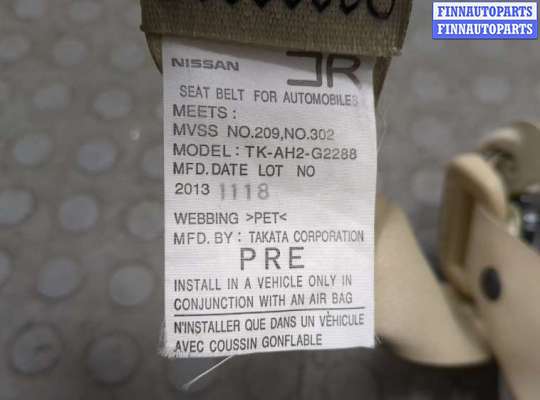 FINNAUTOPARTS
FINNAUTOPARTS
NISSAN
JR
SEAT BELT FOR AUTOMOBILES
MEETS :
MVSS NO.209,NO.302
MODEL: TK-AH2-G2288
MFD.DATE LOT NO
2013 1118
WEBBING >PET<
MFD. BY: TAKATA CORPORATION
PRE
INSTALL IN A VEHICLE ONLY IN
CONJUNCTION WITH AN AIR BAG
N'INSTALLER QUE DANS UN VÈHICULE
AVEC COUSSIN GONFLABLE